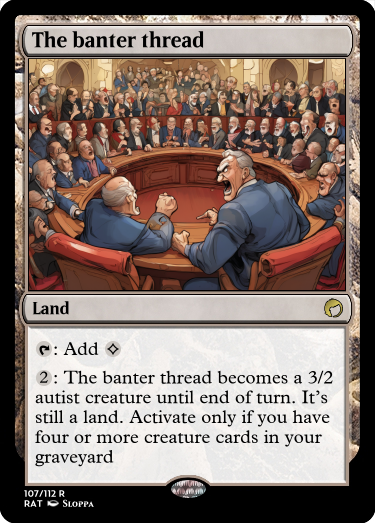 The banter thread
Land
: Add
2: The banter thread becomes a 3/2
autist creature until end of turn. It's
still a land. Activate only if you have
four or more creature cards in your
graveyard
107/112 R
RAT Sloppa